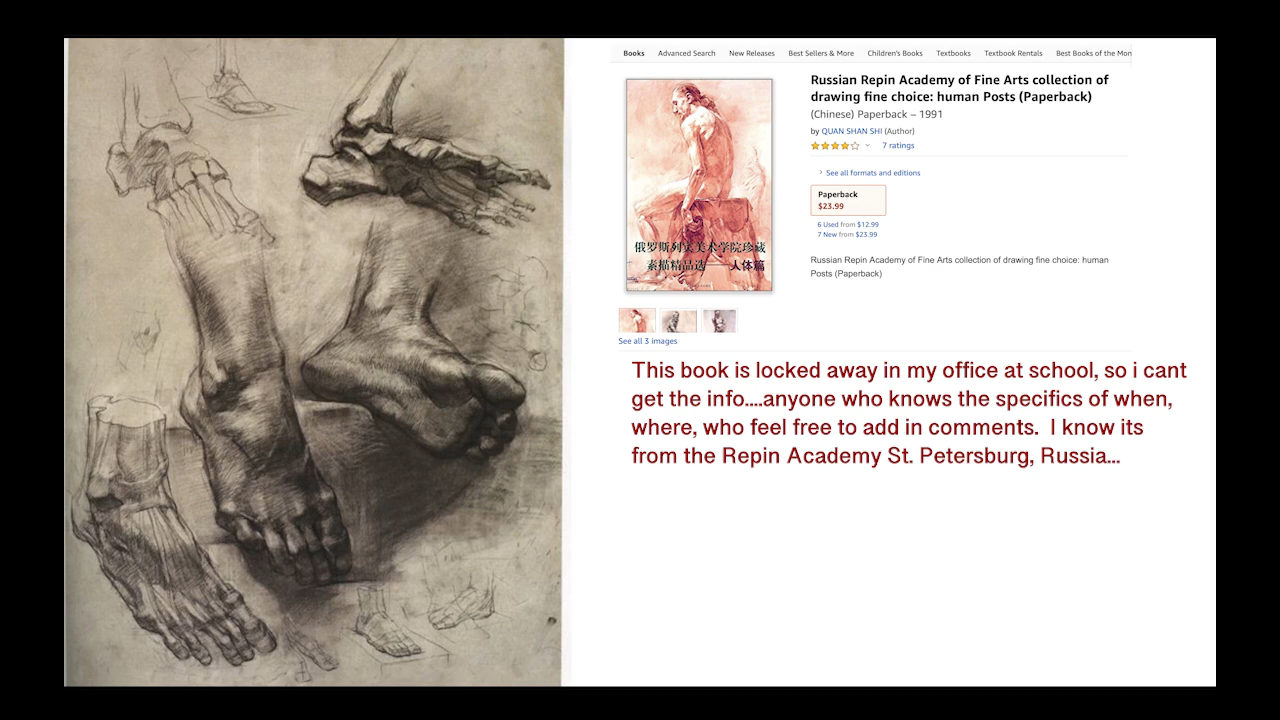 Books Advanced Search New Releases Best Sellers & More Children's Books Textbooks Textbook Rentals Best Books of the Mon
Russian Repin Academy of Fine Arts collection of
drawing fine choice: human Posts (Paperback)
(Chinese) Paperback – 1991
by QUAN SHAN SHI (Author)
7 ratings
See all formats and editions
Paperback
$23.99
6 Used from $12.99
7 New from $23.99
Russian Repin Academy of Fine Arts collection of drawing fine choice: human
Posts (Paperback)
俄罗斯列宾美术学院珍藏
素描精品选——人体篇
See all 3 images
This book is locked away in my office at school, so i cant
get the info....anyone who knows the specifics of when,
where, who feel free to add in comments.  I know its
from the Repin Academy St. Petersburg, Russia...